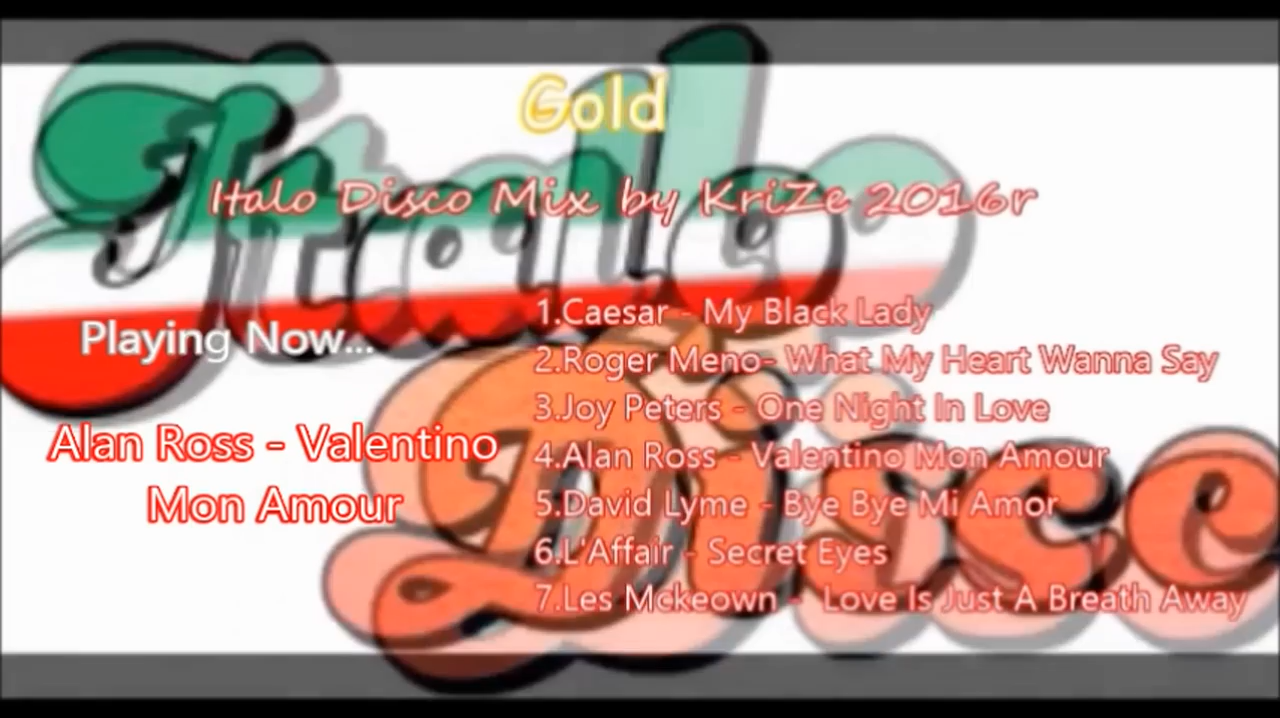 Italo
Disco
Gold
Italo Disco Mix by KriZe 2016r
Playing Now...
Alan Ross - Valentino
Mon Amour
1.Caesar - My Black Lady
2.Roger Meno- What My Heart Wanna Say
3.Joy Peters - One Night In Love
4.Alan Ross - Valentino Mon Amour
5.David Lyme - Bye Bye Mi Amor
6.L'Affair - Secret Eyes
7.Les Mckeown - Love Is Just A Breath Away